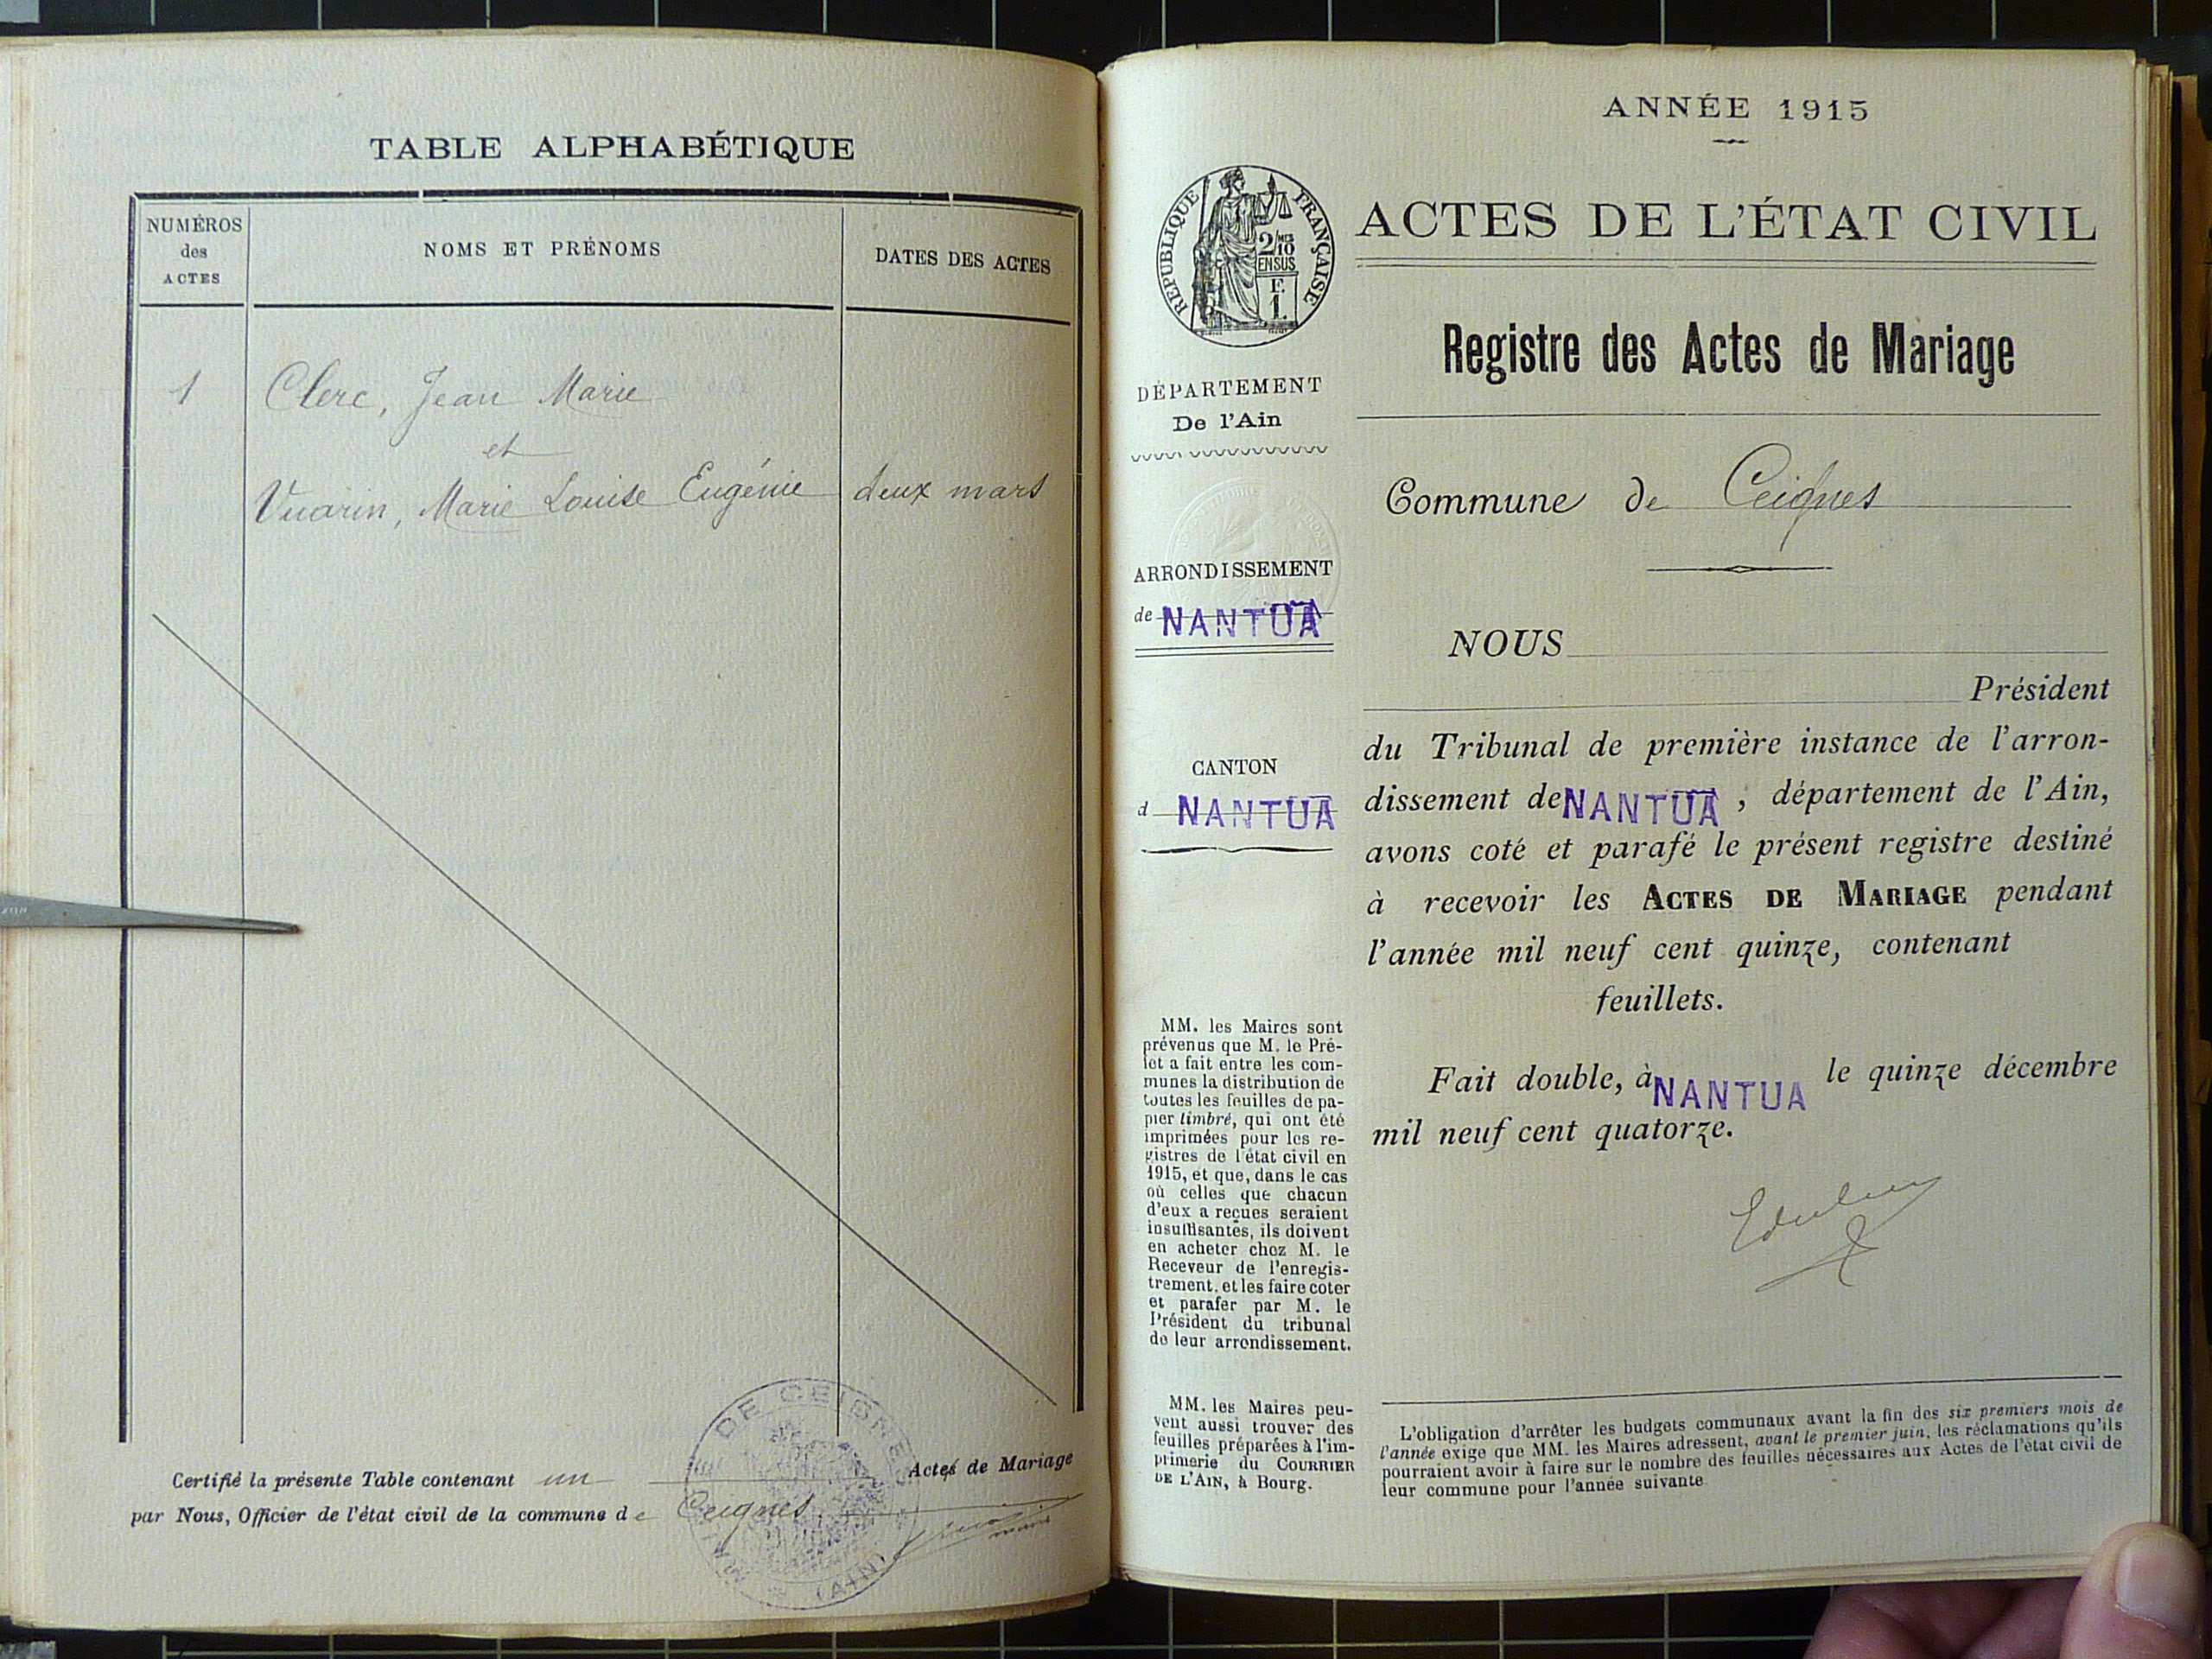 TABLE ALPHABÉTIQUE
NUMÉROS
des
ACTES
NOMS ET PRÉNOMS
DATES DES ACTES
1
Clerc, Jean Marie
et
Vuarin, Marie Louise Eugénie
deux mars
Certifié la présente Table contenant un
Actes de Mariage
par Nous, Officier de l'état civil de la commune de Ceignes
maire
DE CEIGNES
(AIN)
ANNÉE 1915
RÉPUBLIQUE FRANÇAISE
2/10
EN SUS
F.
1.
ACTES DE L'ÉTAT CIVIL
Registre des Actes de Mariage
DÉPARTEMENT
De l'Ain
Commune de Ceignes
ARRONDISSEMENT
de NANTUA
CANTON
d NANTUA
NOUS
Président
du Tribunal de première instance de l'arron-
dissement de NANTUA, département de l'Ain,
avons coté et parafé le présent registre destiné
à recevoir les ACTES DE MARIAGE pendant
l'année mil neuf cent quinze, contenant
feuillets.
Fait double, à NANTUA le quinze décembre
mil neuf cent quatorze.
MM. les Maires sont
prévenus que M. le Pré-
fet a fait entre les com-
munes la distribution de
toutes les feuilles de pa-
pier timbré, qui ont été
imprimées pour les re-
gistres de l'état civil en
1915, et que, dans le cas
où celles que chacun
d'eux a reçues seraient
insuffisantes, ils doivent
en acheter chez M. le
Receveur de l'enregis-
trement, et les faire coter
et parafer par M. le
Président du tribunal
de leur arrondissement.
MM. les Maires peu-
vent aussi trouver des
feuilles préparées à l'im-
primerie du COURRIER
DE L'AIN, à Bourg.
L'obligation d'arrêter les budgets communaux avant la fin des six premiers mois de
l'année exige que MM. les Maires adressent, avant le premier juin, les réclamations qu'ils
pourraient avoir à faire sur le nombre des feuilles nécessaires aux Actes de l'état civil de
leur commune pour l'année suivante.